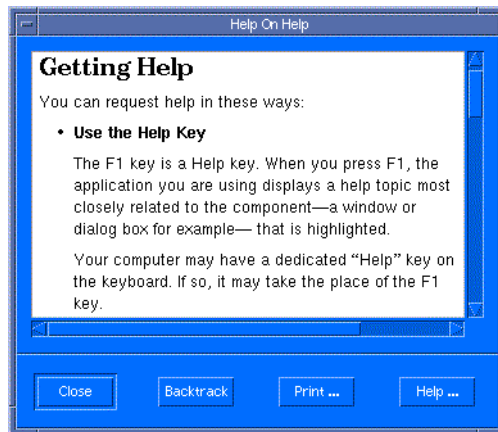 Help On Help
Getting Help
You can request help in these ways:
• Use the Help Key
The F1 key is a Help key. When you press F1, the
application you are using displays a help topic most
closely related to the component—a window or
dialog box for example— that is highlighted.
Your computer may have a dedicated “Help” key on
the keyboard. If so, it may take the place of the F1
key.
Close Backtrack Print ... Help ...